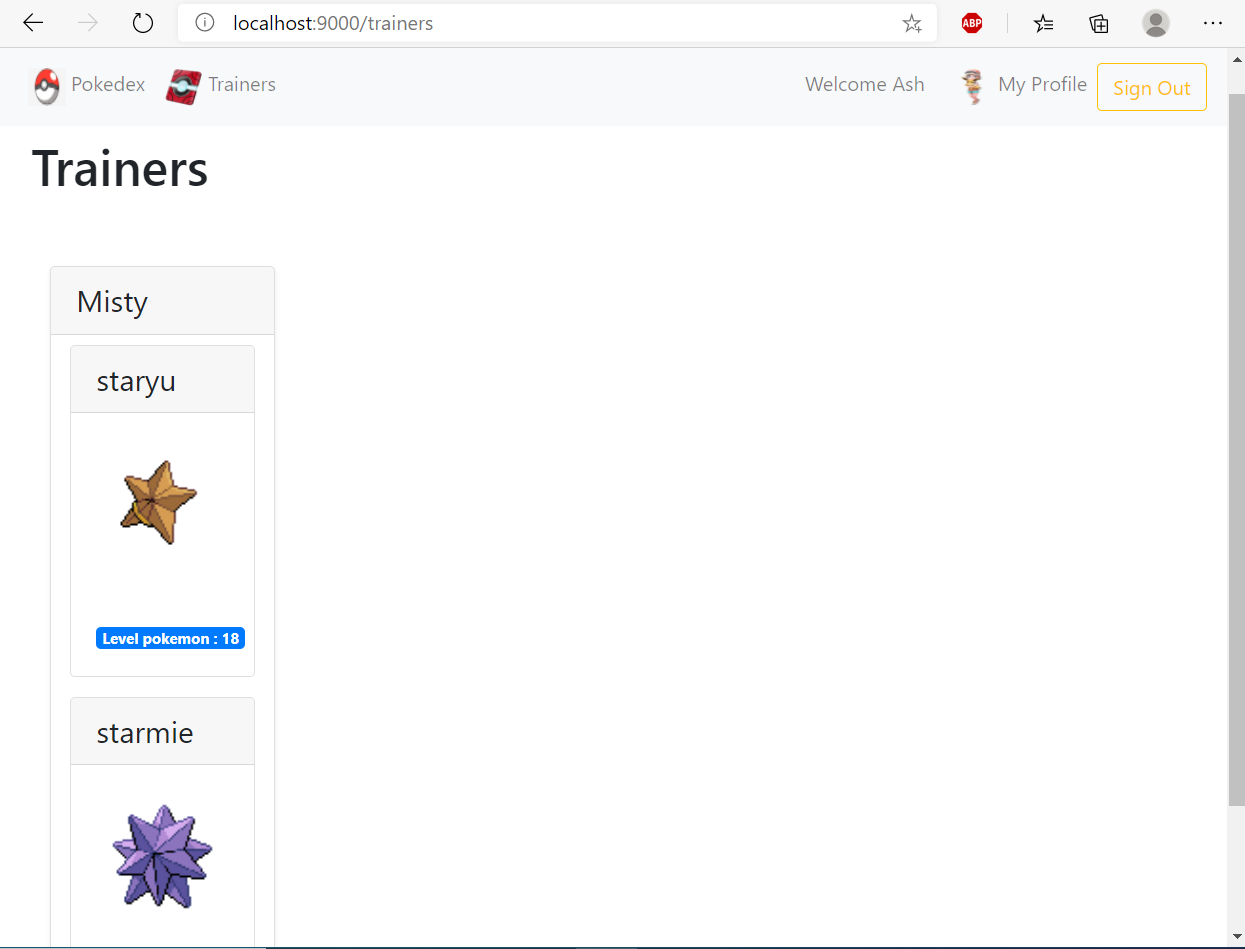 localhost:9000/trainers
ABP
Pokedex Trainers Welcome Ash My Profile Sign Out
Trainers
Misty
staryu
Level pokemon : 18
starmie